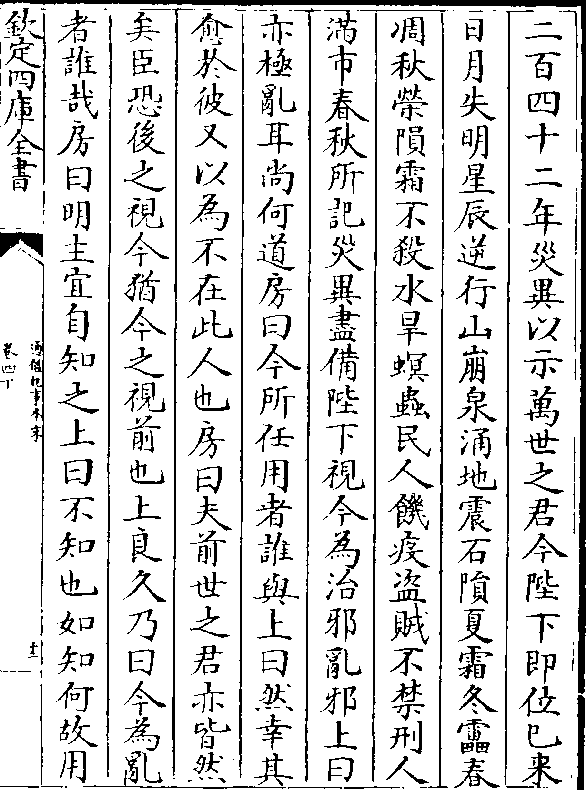 二百四十二年災異以示萬世之君今陛下即位已来
日月失明星辰逆行山崩泉涌地震石隕夏霜冬靁春
凋秋榮隕霜不殺水旱螟蟲民人饑疫盗賊不禁刑人
滿市春秋所記災異盡備陛下視今為治邪亂邪上曰
亦極亂耳尚何道房曰今所任用者誰與上曰然幸其
愈於彼又以為不在此人也房曰夫前世之君亦皆然
矣臣恐後之視今猶今之視前也上良久乃曰今為亂
者誰哉房曰明主宜自知之上曰不知也如知何故用
欽定四庫全書
通鑑紀事本末
卷四下
十二